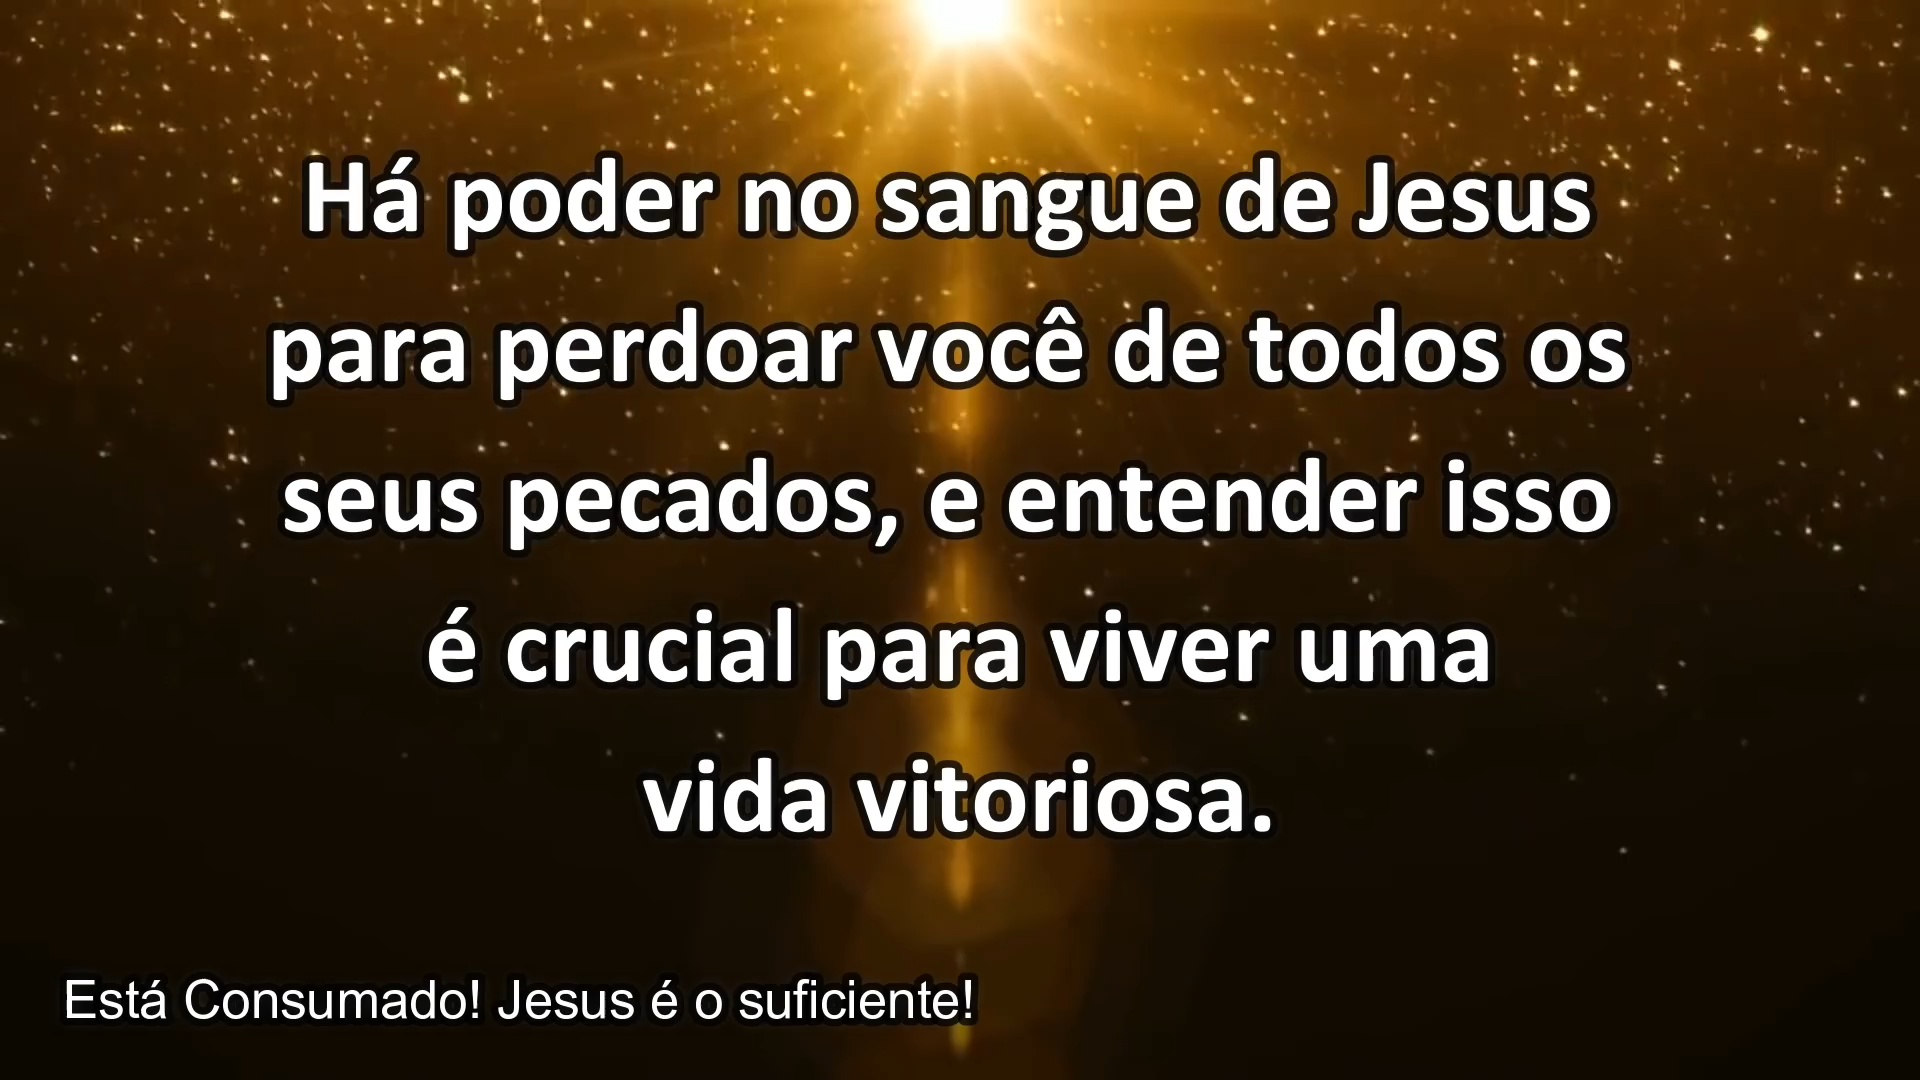 Há poder no sangue de Jesus
para perdoar você de todos os
seus pecados, e entender isso
é crucial para viver uma
vida vitoriosa.
Está Consumado! Jesus é o suficiente!